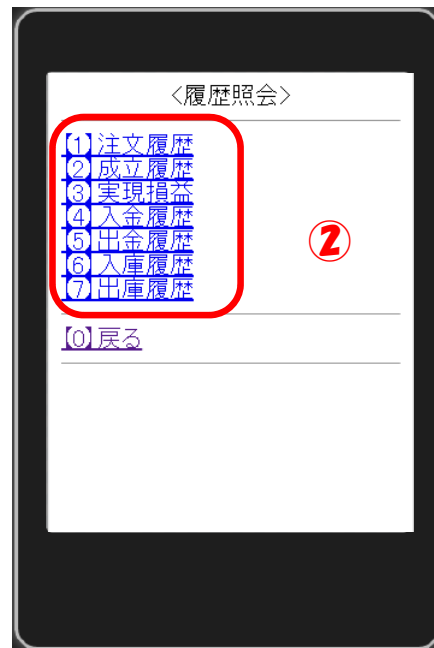 <履歴照会>
【1】注文履歴
【2】成立履歴
【3】実現損益
【4】入金履歴
【5】出金履歴
【6】入庫履歴
【7】出庫履歴
②
【0】戻る